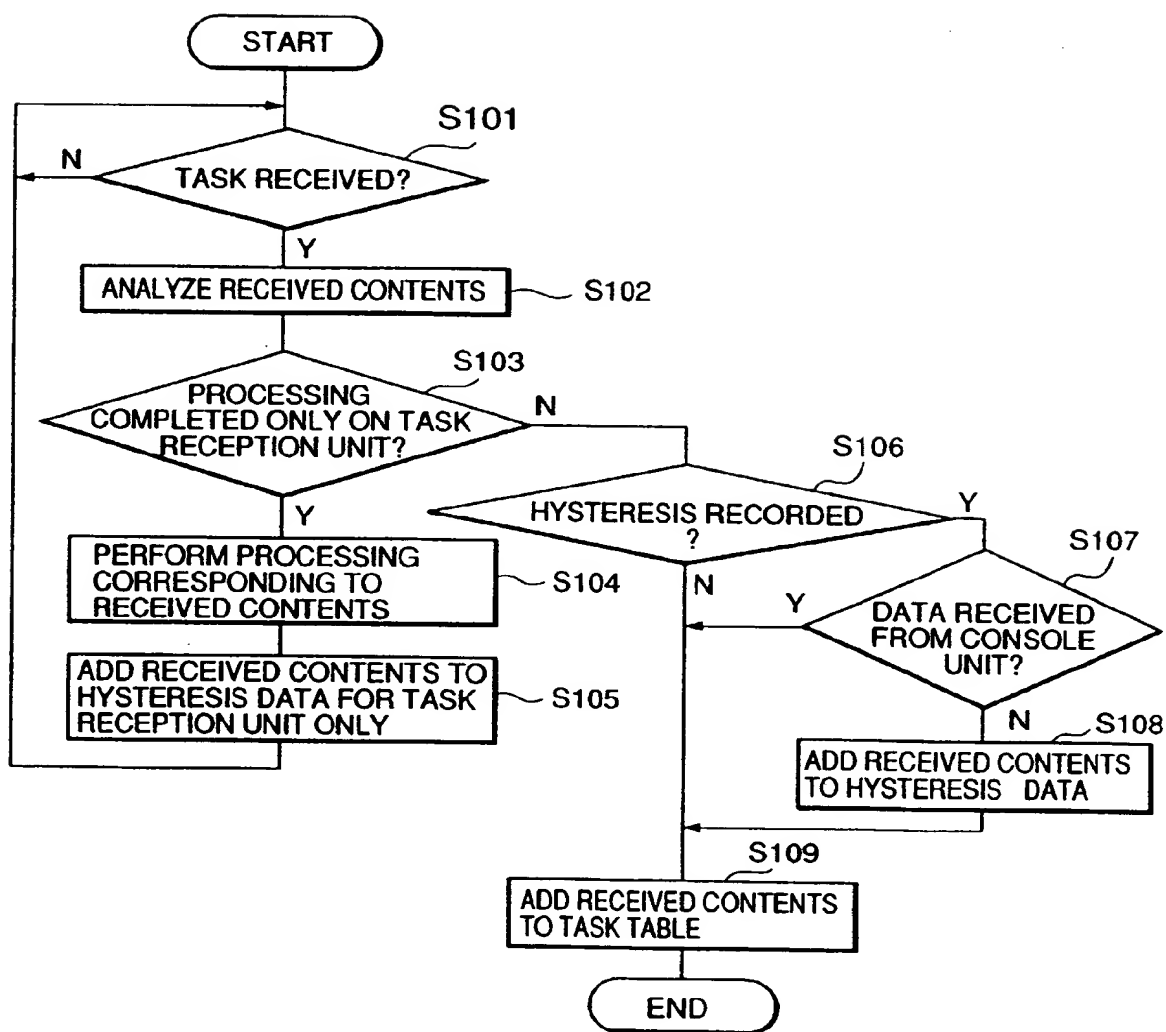 START
S101
N
TASK RECEIVED?
Y
ANALYZE RECEIVED CONTENTS
S102
S103
PROCESSING
COMPLETED ONLY ON TASK
RECEPTION UNIT?
N
Y
S106
HYSTERESIS RECORDED
?
Y
N
PERFORM PROCESSING
CORRESPONDING TO
RECEIVED CONTENTS
S104
S107
Y
DATA RECEIVED
FROM CONSOLE
UNIT?
N
ADD RECEIVED CONTENTS TO
HYSTERESIS DATA FOR TASK
RECEPTION UNIT ONLY
S105
S108
ADD RECEIVED CONTENTS
TO HYSTERESIS DATA
S109
ADD RECEIVED CONTENTS
TO TASK TABLE
END